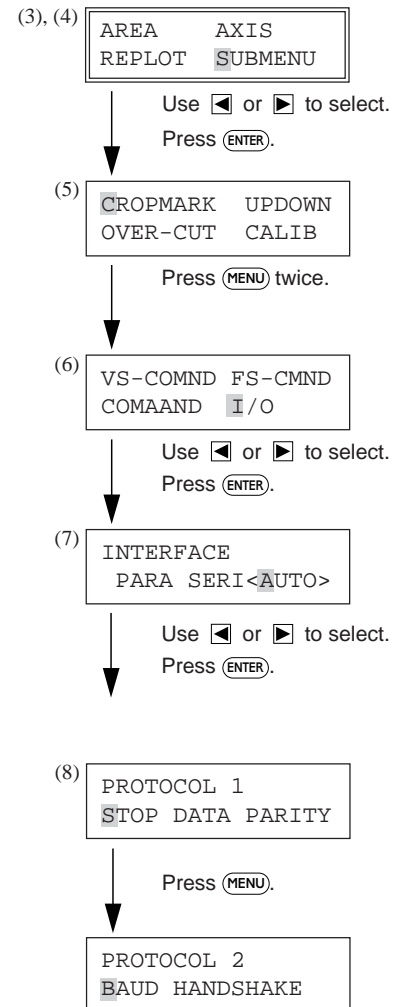 (3), (4)
AREA AXIS
REPLOT SUBMENU
Use ◀ or ▶ to select.
Press ENTER.
(5)
CROPMARK UPDOWN
OVER-CUT CALIB
Press MENU twice.
(6)
VS-COMND FS-CMND
COMAAND I/O
Use ◀ or ▶ to select.
Press ENTER.
(7)
INTERFACE
PARA SERI<AUTO>
Use ◀ or ▶ to select.
Press ENTER.
(8)
PROTOCOL 1
STOP DATA PARITY
Press MENU.
PROTOCOL 2
BAUD HANDSHAKE